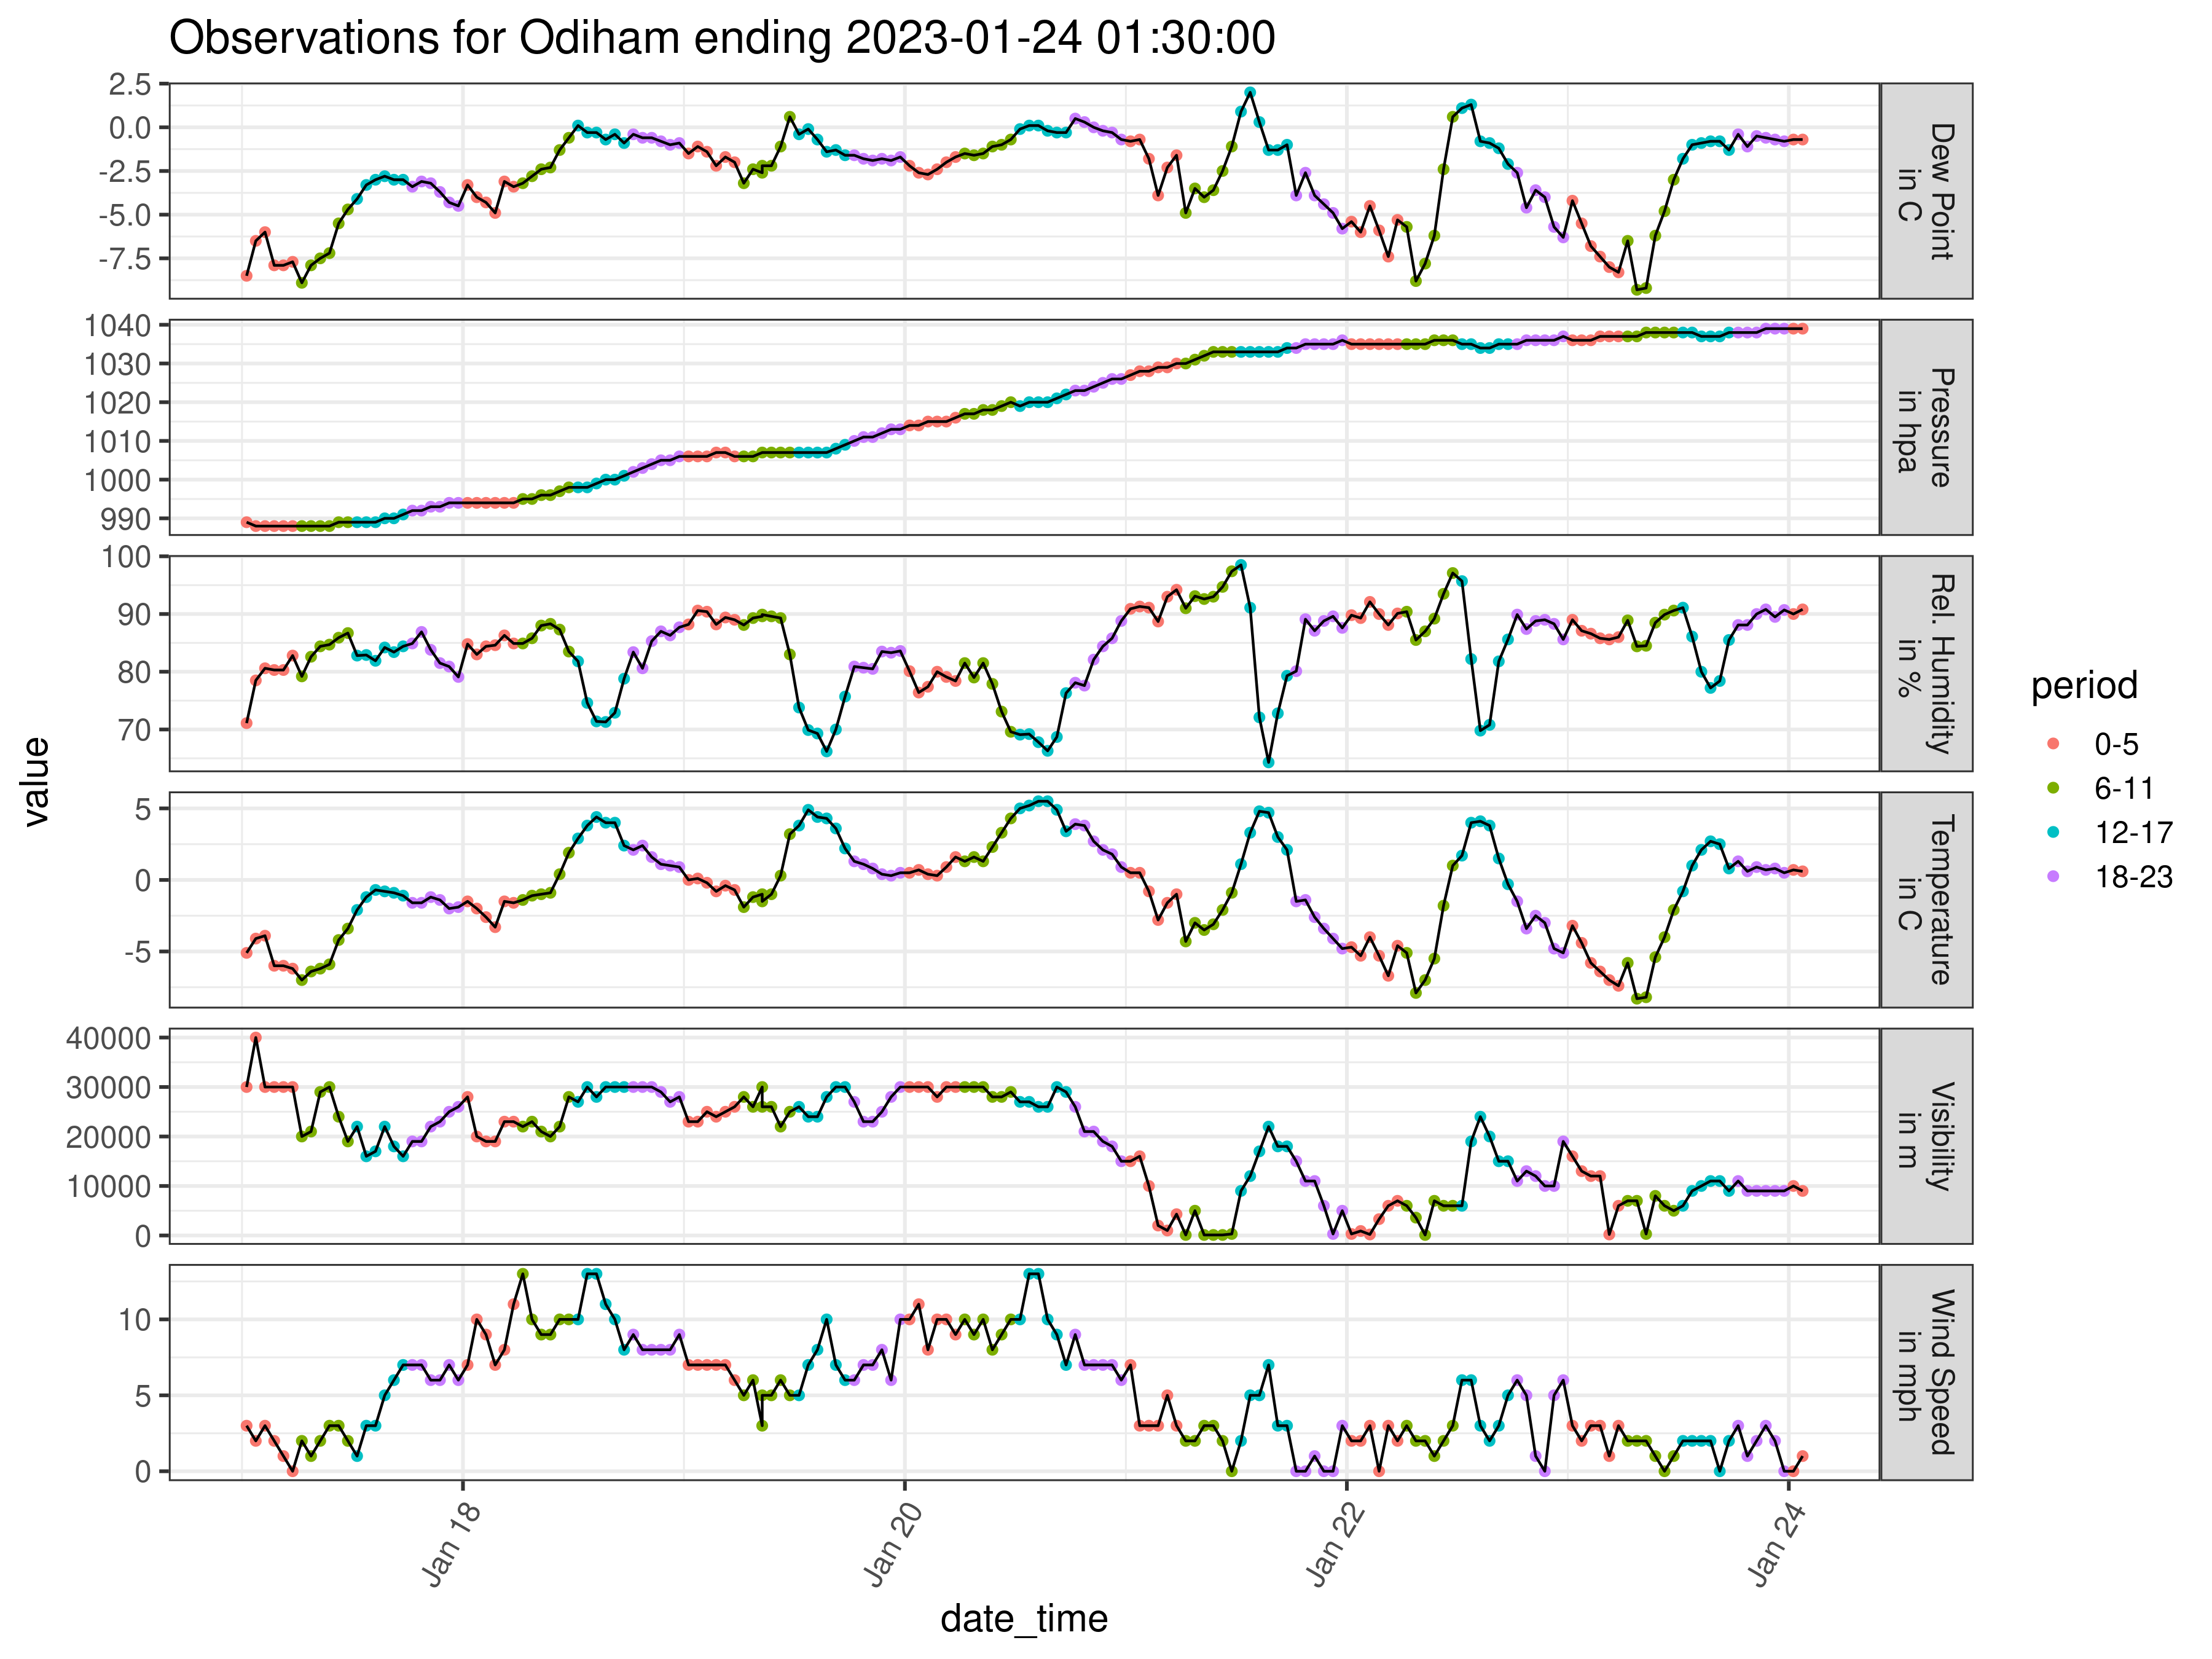 Observations for Odiham ending 2023-01-24 01:30:00
value
2.5
0.0
-2.5
-5.0
-7.5
Dew Point
in C
1040
1030
1020
1010
1000
990
Pressure
in hpa
100
90
80
70
Rel. Humidity
in %
5
0
-5
Temperature
in C
40000
30000
20000
10000
0
Visibility
in m
10
5
0
Wind Speed
in mph
Jan 18
Jan 20
Jan 22
Jan 24
date_time
period
0-5
6-11
12-17
18-23